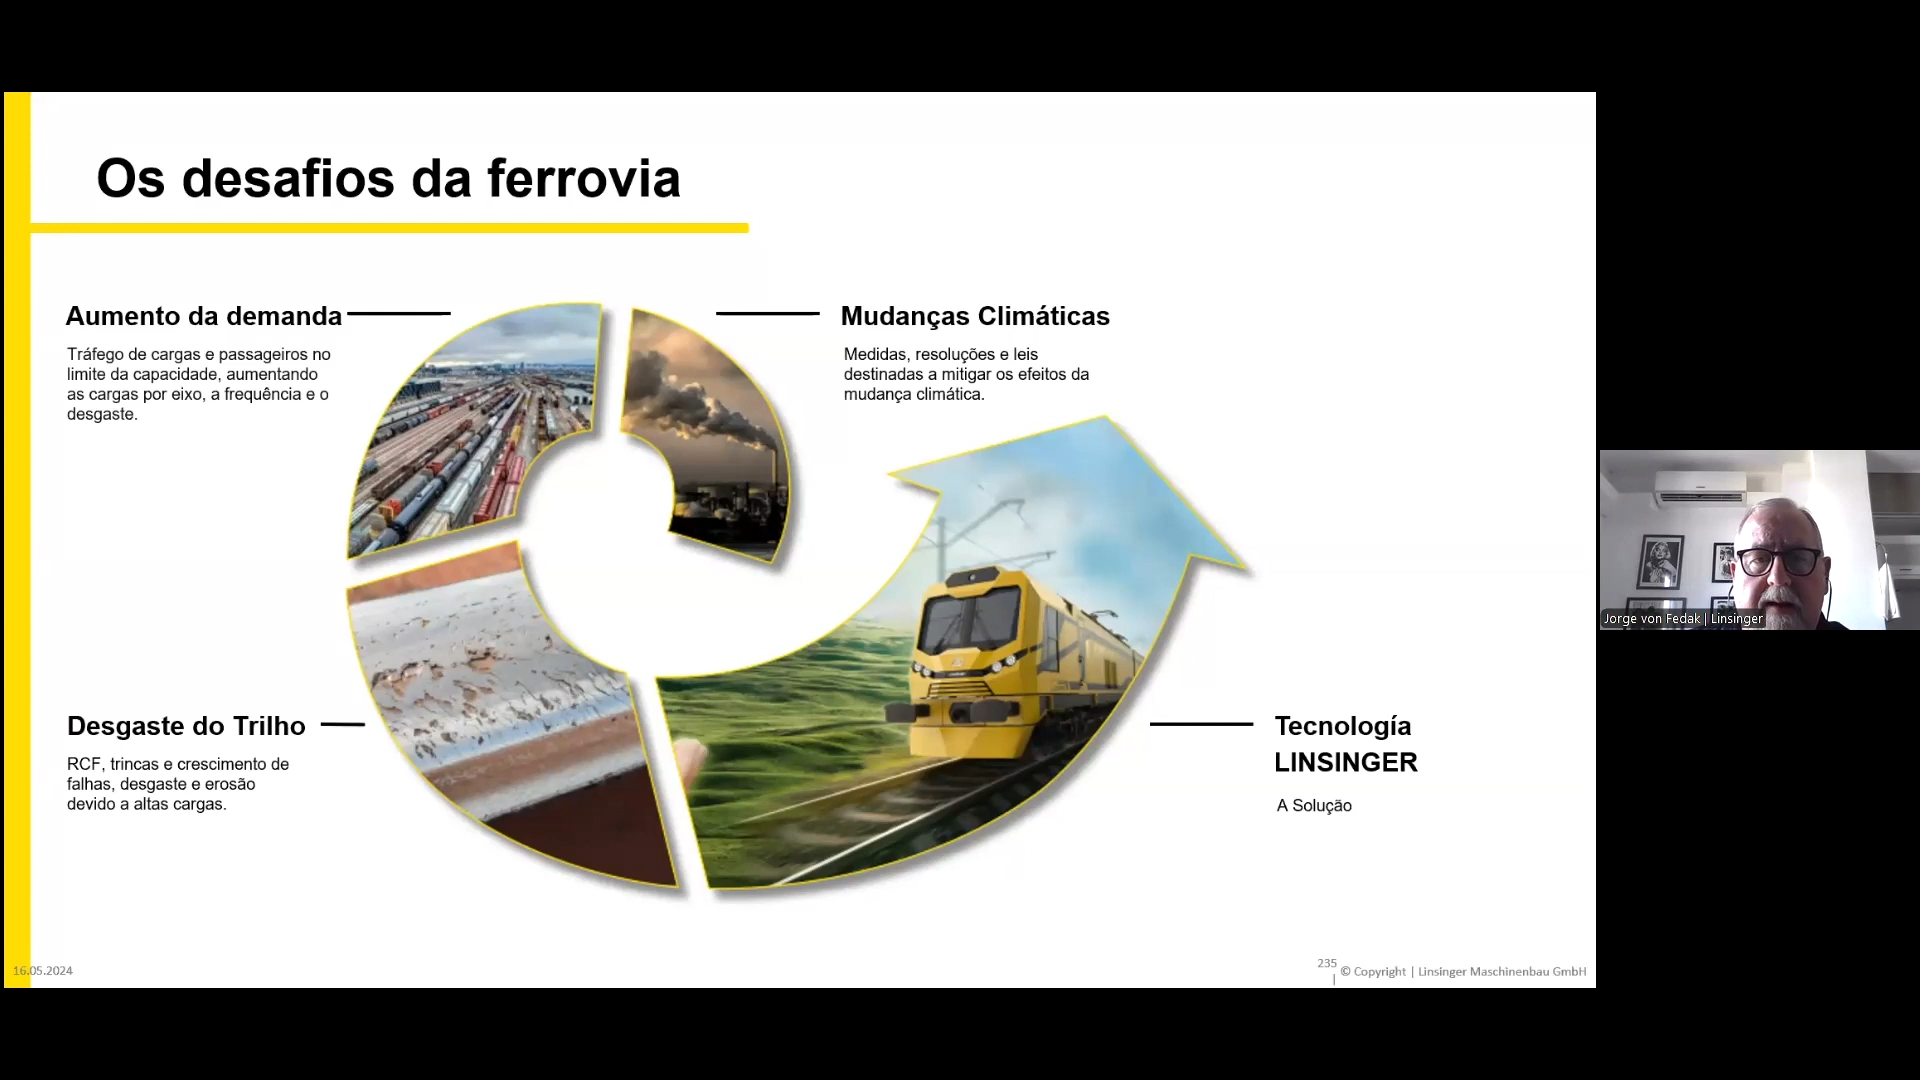 Os desafios da ferrovia
Aumento da demanda
Tráfego de cargas e passageiros no
limite da capacidade, aumentando
as cargas por eixo, a frequência e o
desgaste.
Mudanças Climáticas
Medidas, resoluções e leis
destinadas a mitigar os efeitos da
mudança climática.
Desgaste do Trilho
RCF, trincas e crescimento de
falhas, desgaste e erosão
devido a altas cargas.
Tecnología
LINSINGER
A Solução
Jorge von Fedak | Linsinger
16.05.2024
235
| © Copyright | Linsinger Maschinenbau GmbH